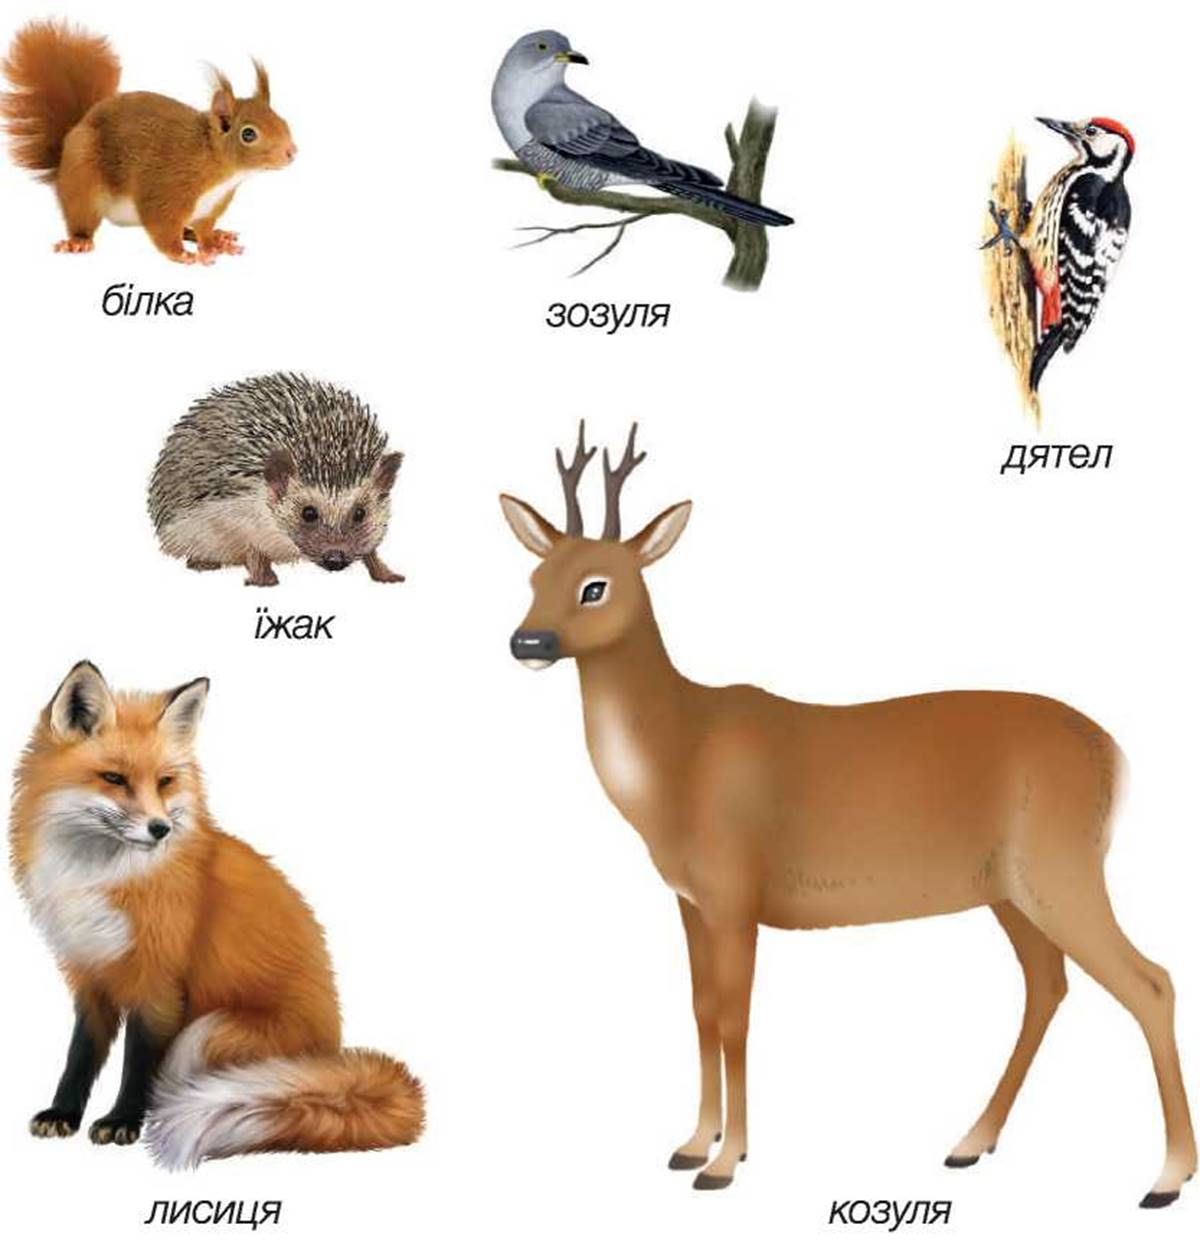 білка
зозуля
дятел
їжак
лисиця
козуля